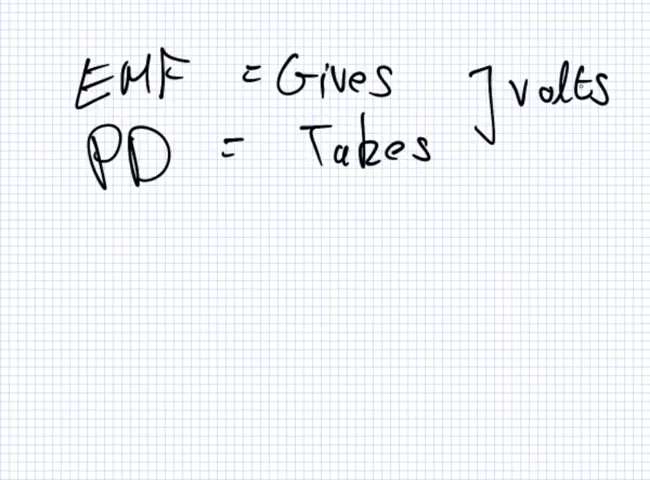 EMF = Gives ] volts
PD = Takes